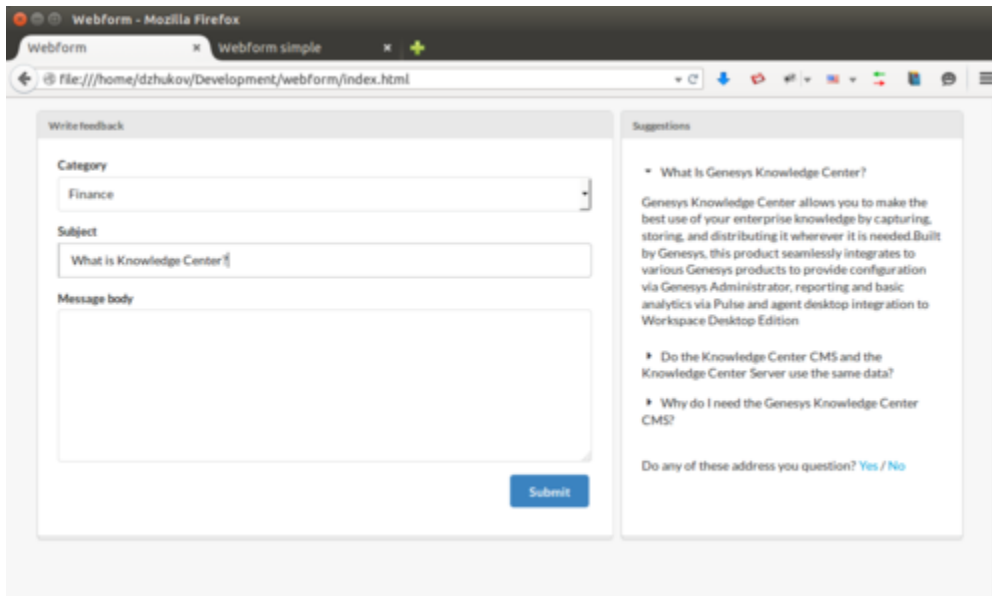 Webform - Mozilla Firefox
Webform
Webform simple
file:///home/dzhukov/Development/webform/index.html
Write feedback
Category
Finance
Subject
What is Knowledge Center?
Message body
Submit
Suggestions
What Is Genesys Knowledge Center?
Genesys Knowledge Center allows you to make the
best use of your enterprise knowledge by capturing,
storing, and distributing it wherever it is needed.Built
by Genesys, this product seamlessly integrates to
various Genesys products to provide configuration
via Genesys Administrator, reporting and basic
analytics via Pulse and agent desktop integration to
Workspace Desktop Edition
Do the Knowledge Center CMS and the
Knowledge Center Server use the same data?
Why do I need the Genesys Knowledge Center
CMS?
Do any of these address you question? Yes / No